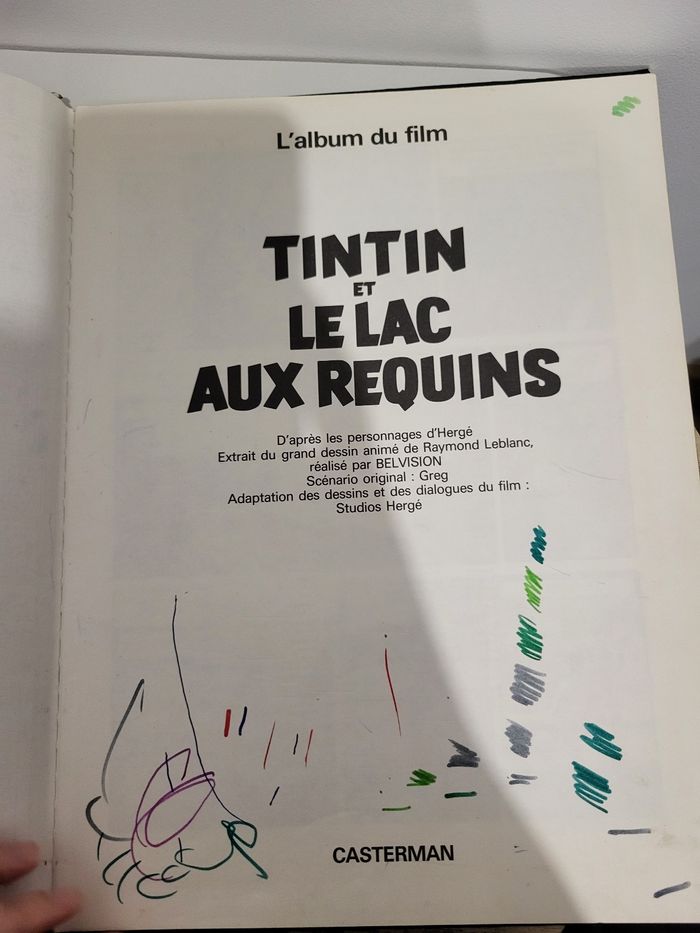 L'album du film
TINTIN
ET
LE LAC
AUX REQUINS
D'après les personnages d'Hergé
Extrait du grand dessin animé de Raymond Leblanc,
réalisé par BELVISION
Scénario original : Greg
Adaptation des dessins et des dialogues du film :
Studios Hergé
CASTERMAN